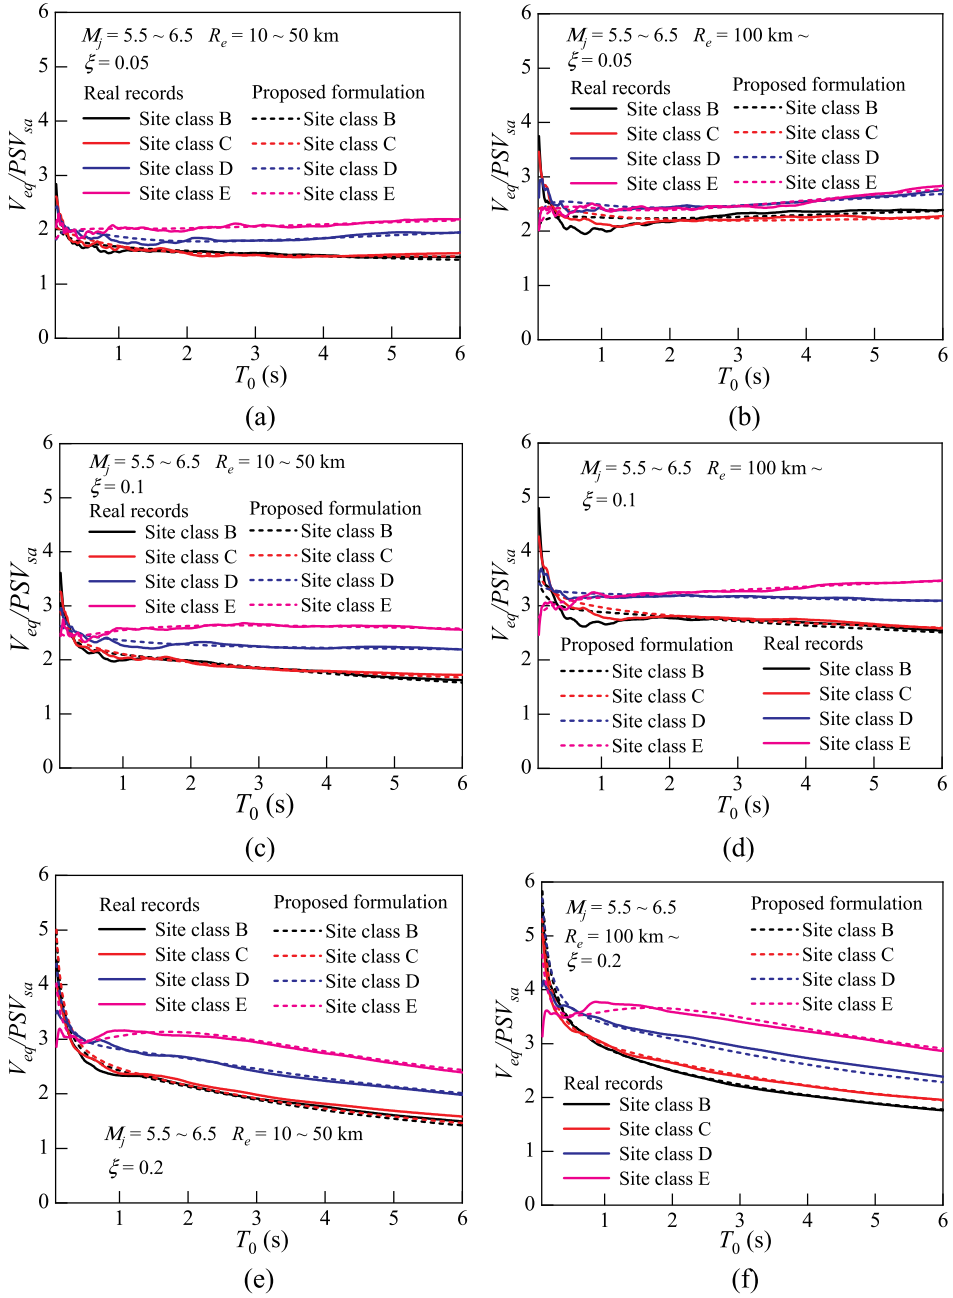 M_j = 5.5 ~ 6.5 R_e = 10 ~ 50 km
ξ = 0.05
Real records Proposed formulation
Site class B Site class B
Site class C Site class C
Site class D Site class D
Site class E Site class E
V_eq/PSV_sa
6
5
4
3
2
1
0
1 2 3 4 5 6
T_0 (s)
(a)
M_j = 5.5 ~ 6.5 R_e = 100 km ~
ξ = 0.05
Real records Proposed formulation
Site class B Site class B
Site class C Site class C
Site class D Site class D
Site class E Site class E
V_eq/PSV_sa
6
5
4
3
2
1
0
1 2 3 4 5 6
T_0 (s)
(b)
M_j = 5.5 ~ 6.5 R_e = 10 ~ 50 km
ξ = 0.1
Real records Proposed formulation
Site class B Site class B
Site class C Site class C
Site class D Site class D
Site class E Site class E
V_eq/PSV_sa
6
5
4
3
2
1
0
1 2 3 4 5 6
T_0 (s)
(c)
M_j = 5.5 ~ 6.5 R_e = 100 km ~
ξ = 0.1
Proposed formulation Real records
Site class B Site class B
Site class C Site class C
Site class D Site class D
Site class E Site class E
V_eq/PSV_sa
6
5
4
3
2
1
0
1 2 3 4 5 6
T_0 (s)
(d)
Real records Proposed formulation
Site class B Site class B
Site class C Site class C
Site class D Site class D
Site class E Site class E
M_j = 5.5 ~ 6.5 R_e = 10 ~ 50 km
ξ = 0.2
V_eq/PSV_sa
6
5
4
3
2
1
0
1 2 3 4 5 6
T_0 (s)
(e)
M_j = 5.5 ~ 6.5
R_e = 100 km ~
ξ = 0.2
Proposed formulation
Site class B
Site class C
Site class D
Site class E
Real records
Site class B
Site class C
Site class D
Site class E
V_eq/PSV_sa
6
5
4
3
2
1
0
1 2 3 4 5 6
T_0 (s)
(f)